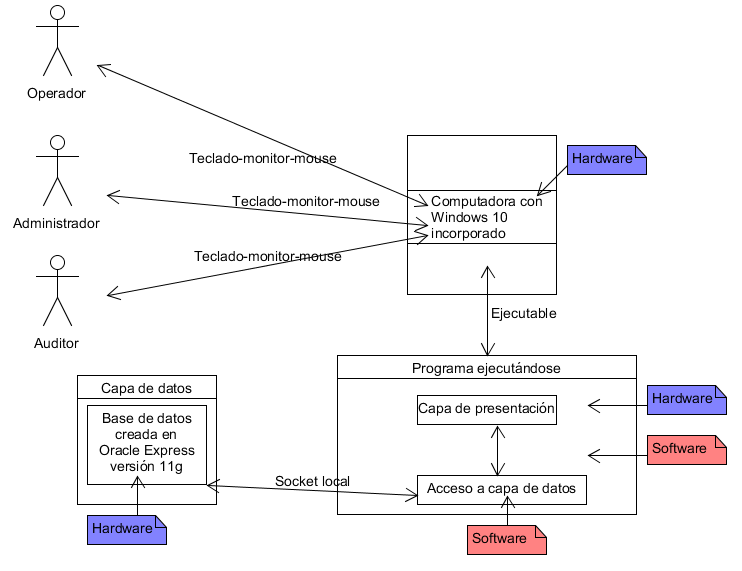 Operador
Teclado-monitor-mouse
Hardware
Administrador
Teclado-monitor-mouse
Computadora con
Windows 10
incorporado
Teclado-monitor-mouse
Auditor
Ejecutable
Programa ejecutándose
Capa de presentación
Hardware
Software
Acceso a capa de datos
Software
Capa de datos
Base de datos
creada en
Oracle Express
versión 11g
Socket local
Hardware